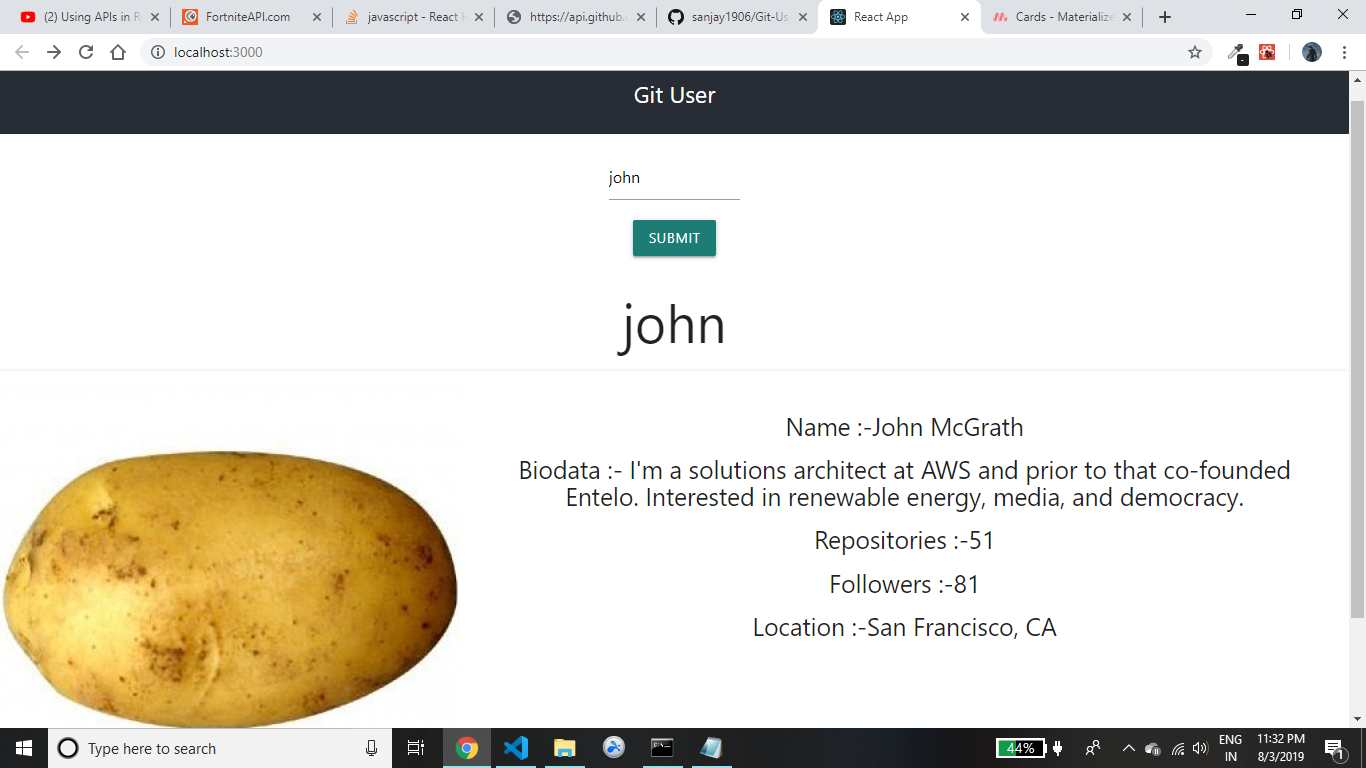 (2) Using APIs in R
FortniteAPI.com
javascript - React
https://api.github.
sanjay1906/Git-Us
React App
Cards - Materialize
localhost:3000
Git User
john
SUBMIT
john
Name :-John McGrath
Biodata :- I'm a solutions architect at AWS and prior to that co-founded
Entelo. Interested in renewable energy, media, and democracy.
Repositories :-51
Followers :-81
Location :-San Francisco, CA
Type here to search
44%
ENG
IN
11:32 PM
8/3/2019
1